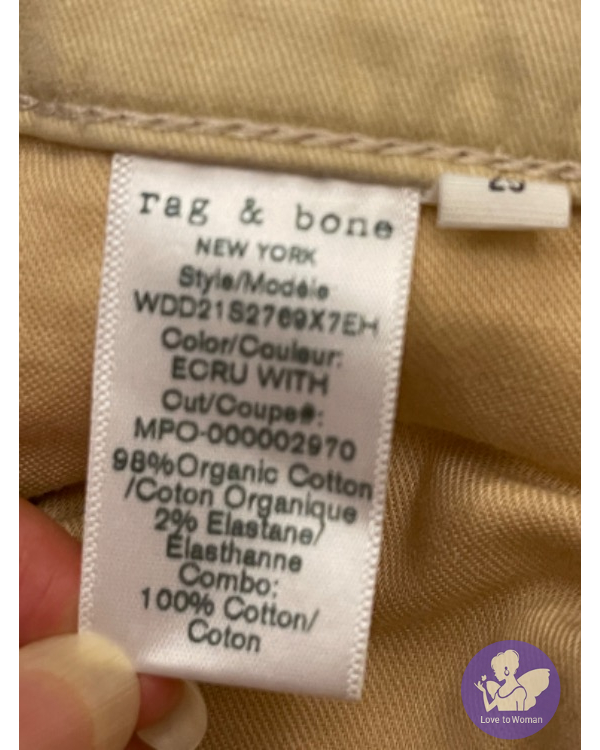 rag & bone
NEW YORK
Style/Modéle
WDD21S2769X7EH
Color/Couleur:
ECRU WITH
Cut/Coupe#:
MPO-000002970
98%Organic Cotton
/Coton Organique
2% Elastane/
Élasthanne
Combo:
100% Cotton/
Coton
Love to Woman